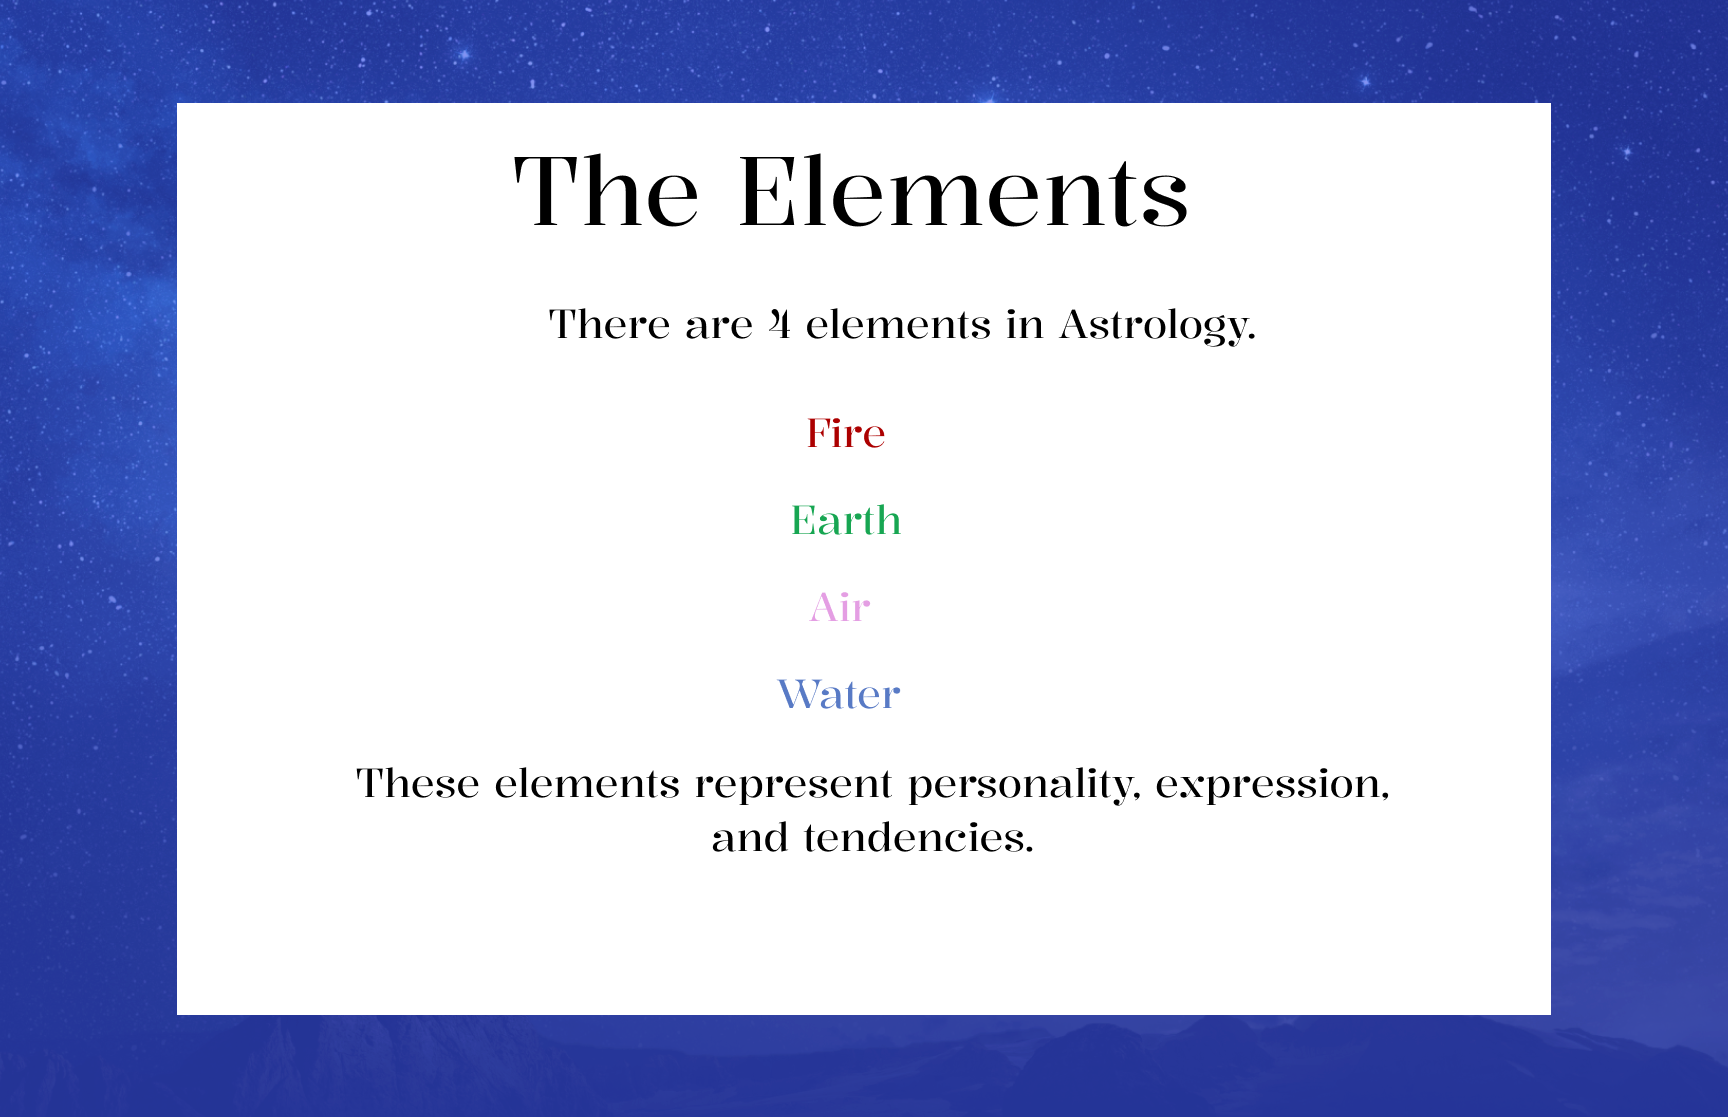 The Elements
There are 4 elements in Astrology.
Fire
Earth
Air
Water
These elements represent personality, expression,
and tendencies.